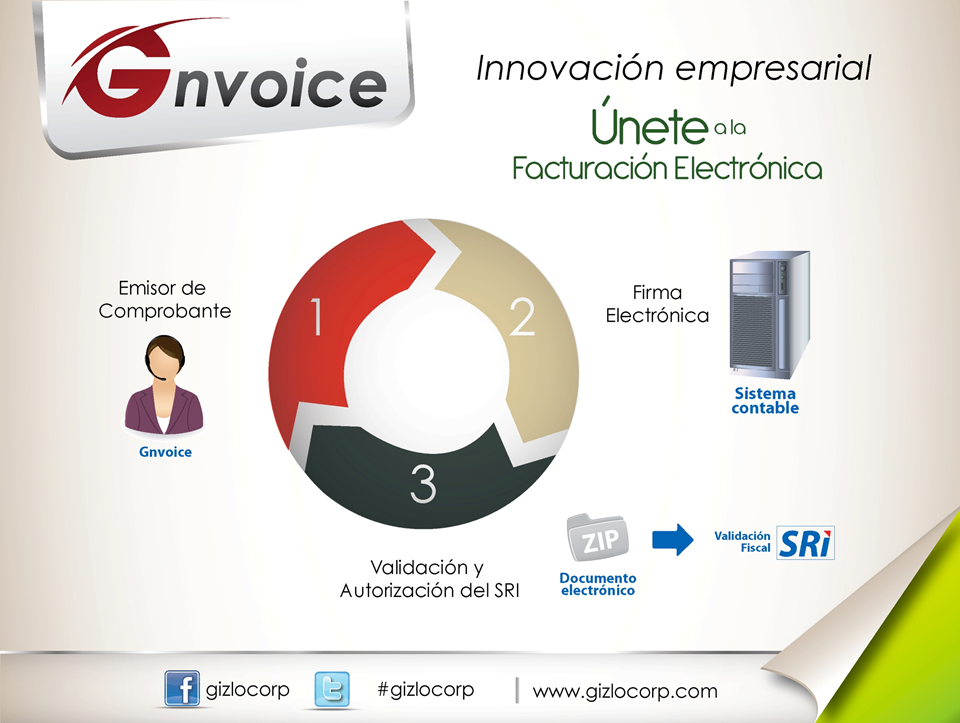 Gnvoice
Innovación empresarial
Únete a la
Facturación Electrónica
Emisor de
Comprobante
Gnvoice
1
2
3
Firma
Electrónica
Sistema
contable
Validación y
Autorización del SRI
ZIP
Documento
electrónico
Validación
Fiscal
SRi
gizlocorp
#gizlocorp
www.gizlocorp.com